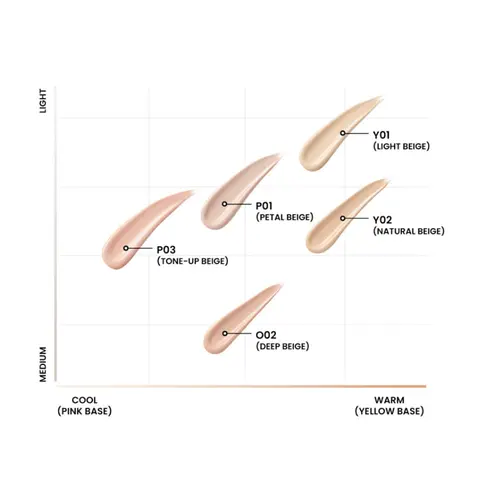 LIGHT
Y01
(LIGHT BEIGE)
P01
(PETAL BEIGE)
Y02
(NATURAL BEIGE)
P03
(TONE-UP BEIGE)
O02
(DEEP BEIGE)
MEDIUM
COOL
(PINK BASE)
WARM
(YELLOW BASE)